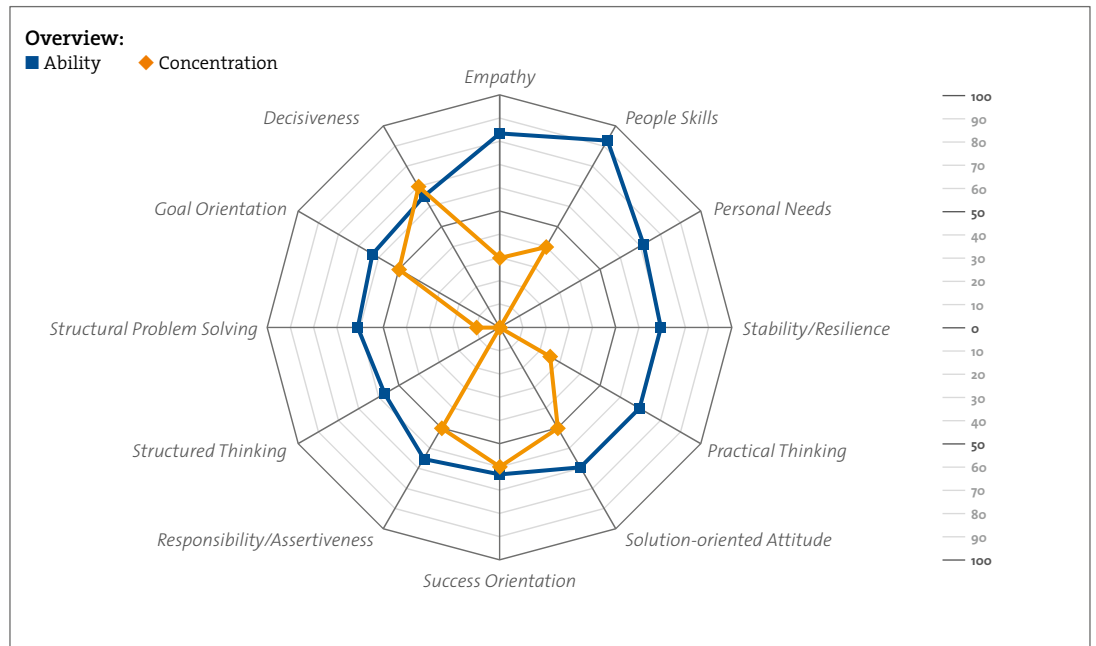 Overview:
Ability Concentration
Empathy
Decisiveness
People Skills
Goal Orientation
Personal Needs
Structural Problem Solving
Stability/Resilience
Structured Thinking
Practical Thinking
Responsibility/Assertiveness
Solution-oriented Attitude
Success Orientation
100
90
80
70
60
50
40
30
20
10
0
10
20
30
40
50
60
70
80
90
100